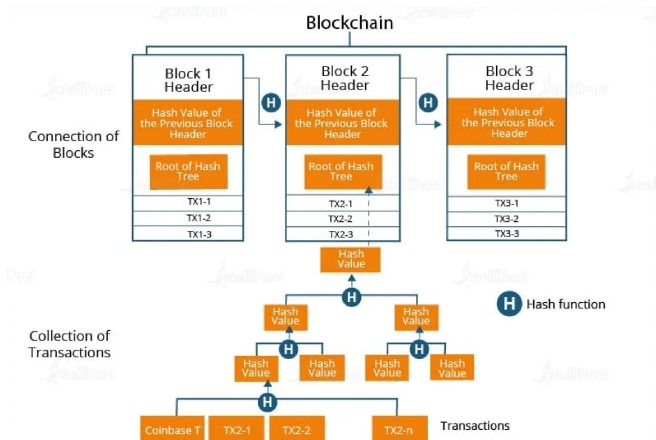 Blockchain
Block 1
Header
Hash Value of
the Previous Block
Header
Root of Hash
Tree
TX1-1
TX1-2
TX1-3
H
Block 2
Header
Hash Value of
the Previous Block
Header
Root of Hash
Tree
TX2-1
TX2-2
TX2-3
H
Block 3
Header
Hash Value of
the Previous Block
Header
Root of Hash
Tree
TX3-1
TX3-2
TX3-3
Connection of
Blocks
Hash
Value
H
H Hash function
Hash
Value
Hash
Value
Collection of
Transactions
H
H
Hash
Value
Hash
Value
Hash
Value
Hash
Value
H
Coinbase T
TX2-1
TX2-2
TX2-n
Transactions